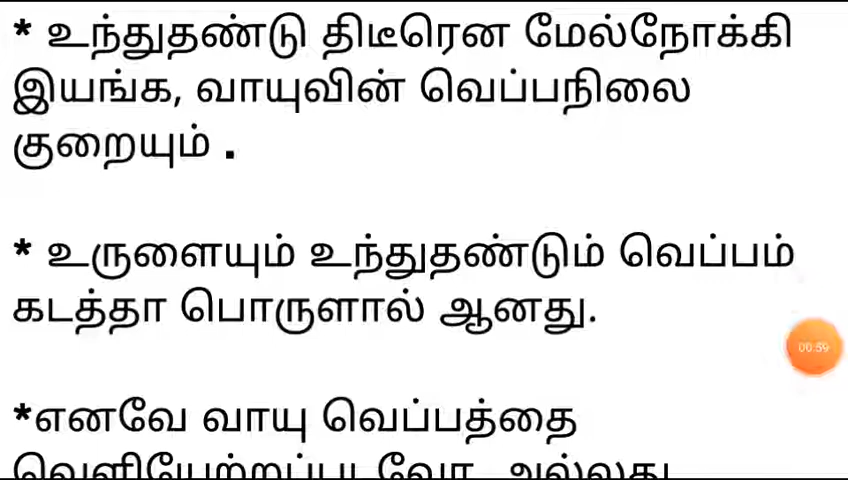 * உந்துதண்டு திடீரென மேல்நோக்கி
இயங்க, வாயுவின் வெப்பநிலை
குறையும் .
* உருளையும் உந்துதண்டும் வெப்பம்
கடத்தா பொருளால் ஆனது.
00:59
*எனவே வாயு வெப்பத்தை